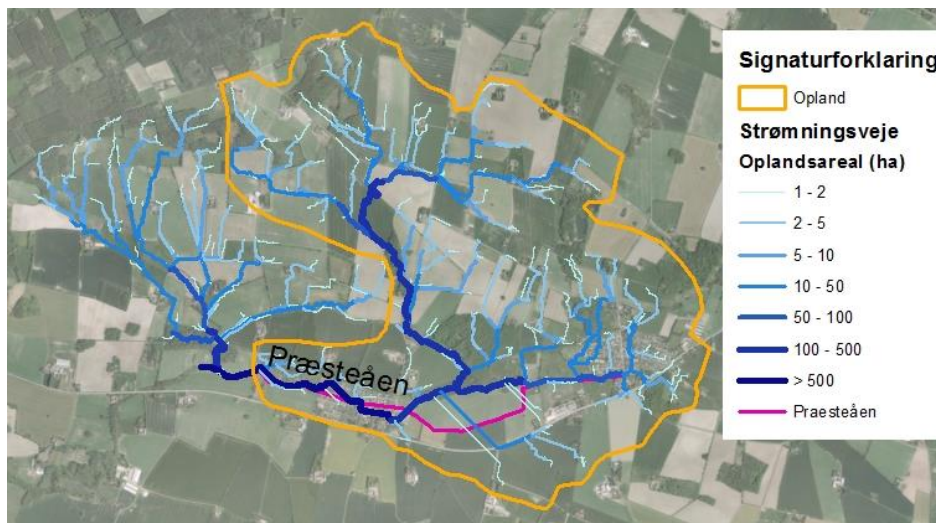 Præsteåen
Signaturforklaring
Opland
Strømningsveje
Oplandsareal (ha)
1 - 2
2 - 5
5 - 10
10 - 50
50 - 100
100 - 500
> 500
Praesteåen